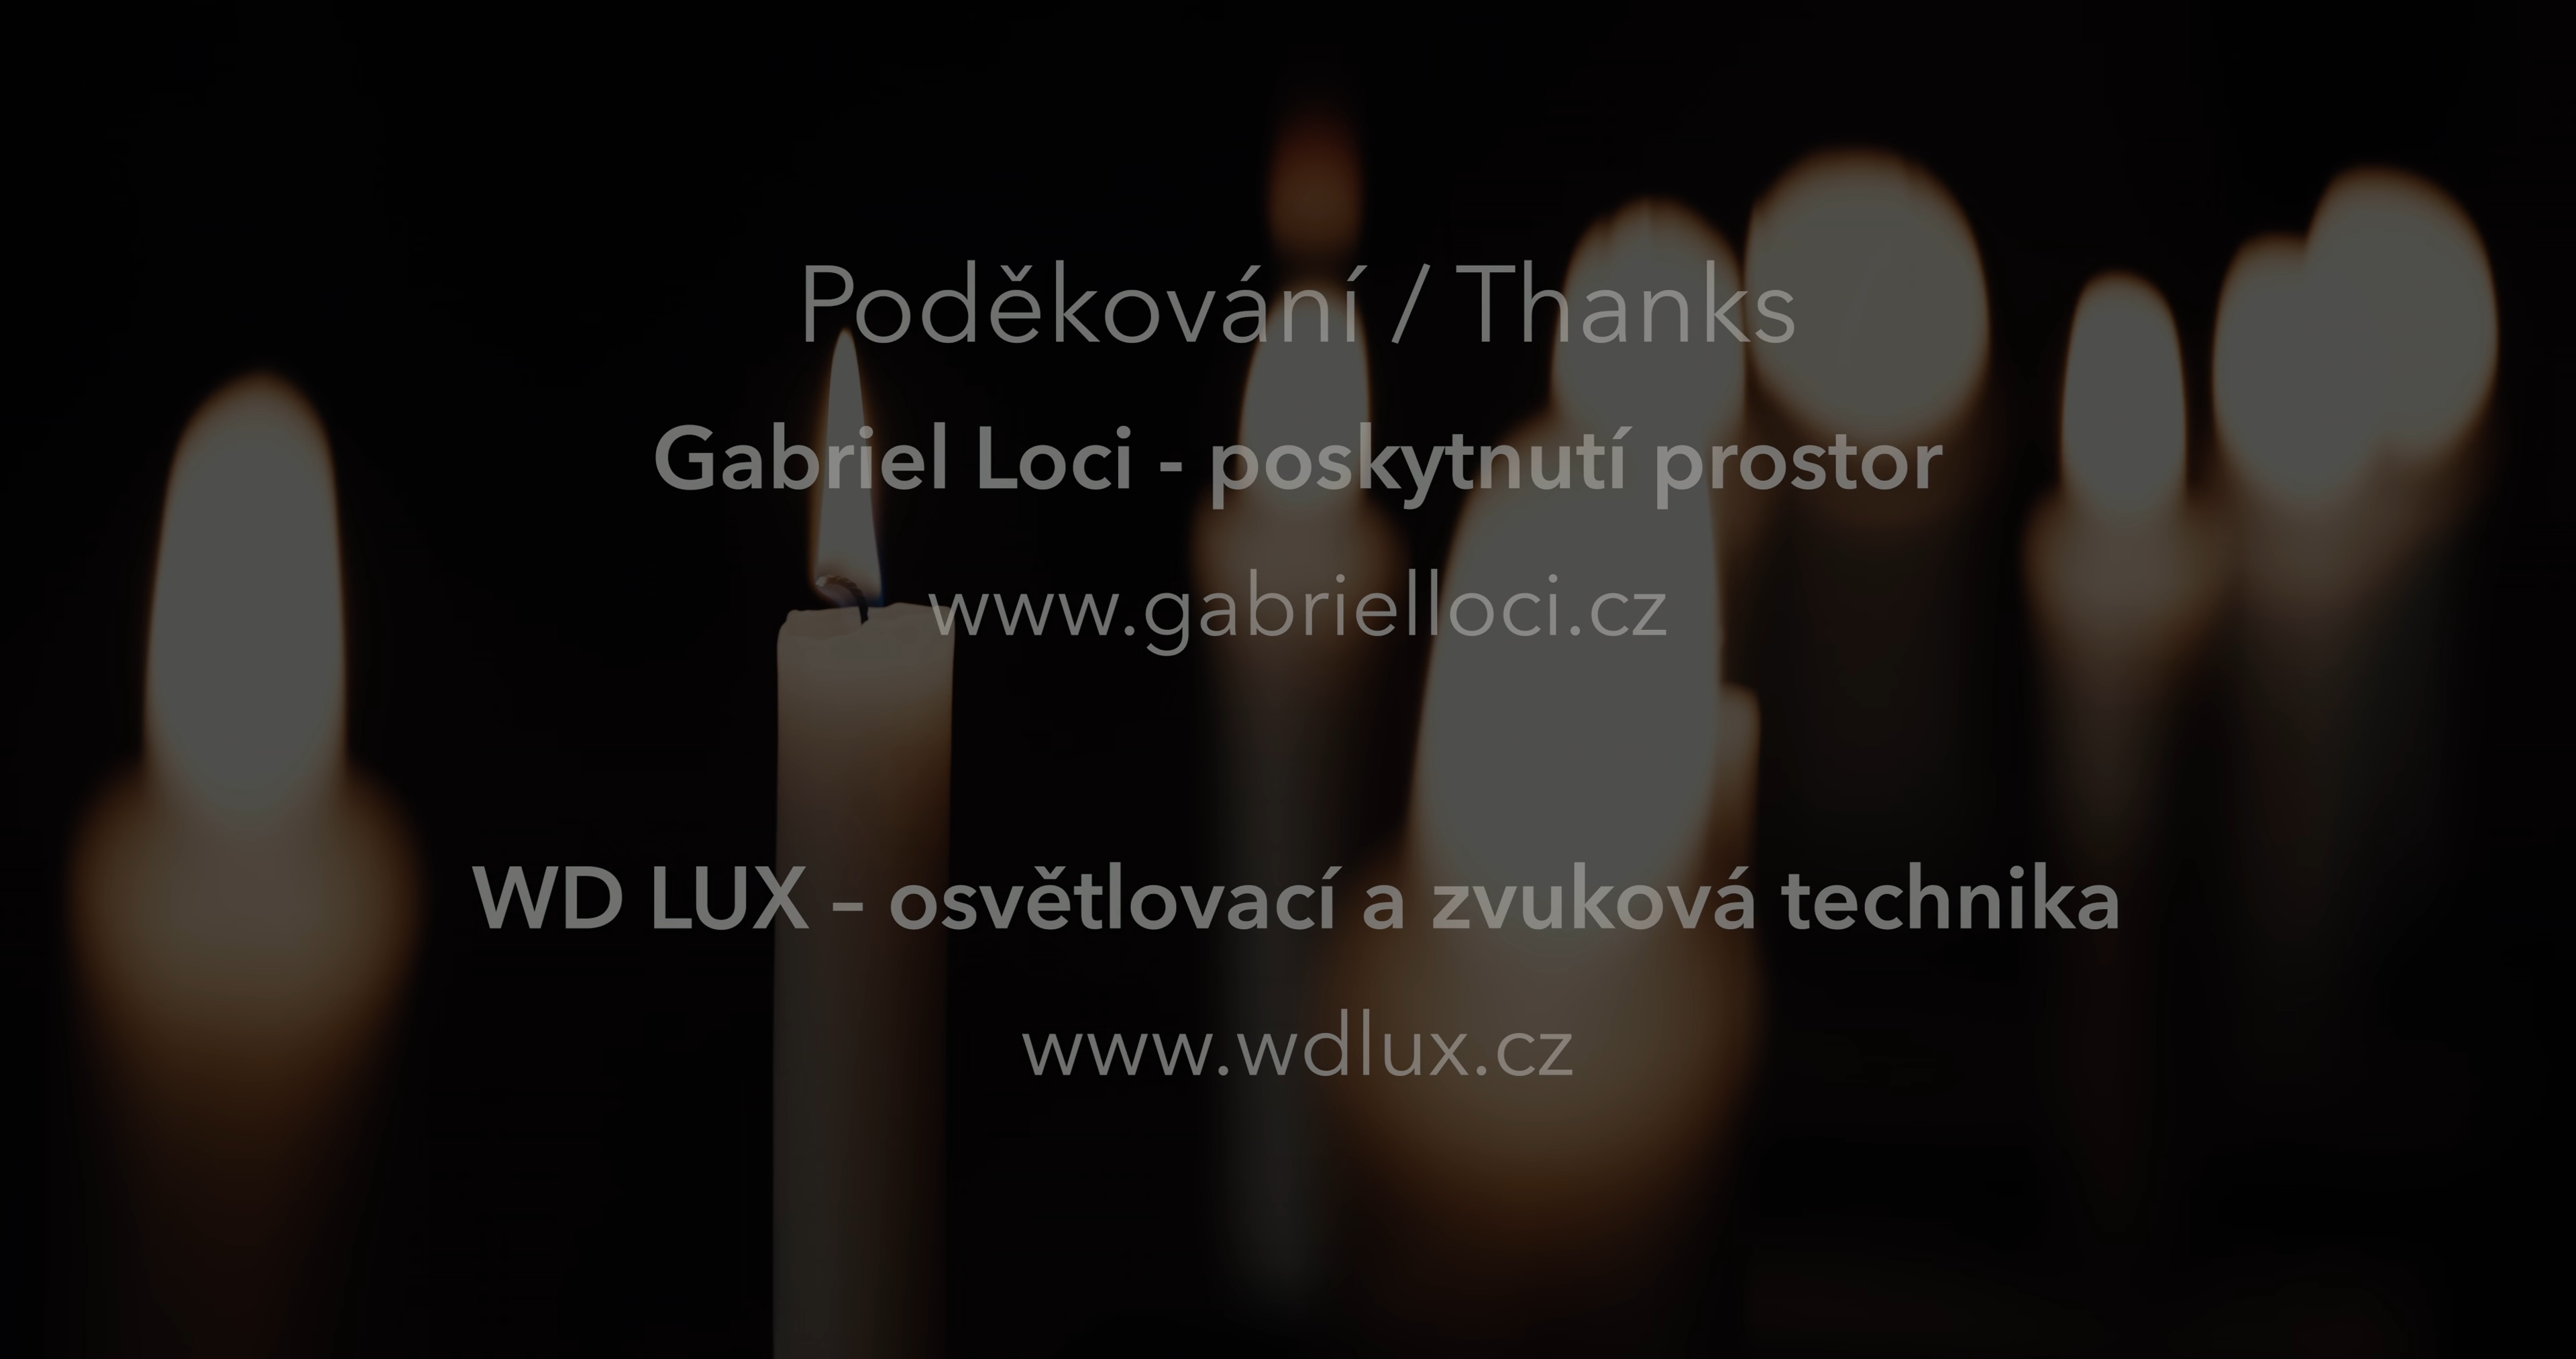 Poděkování / Thanks
Gabriel Loci - poskytnutí prostor
www.gabrielloci.cz
WD LUX – osvětlovací a zvuková technika
www.wdlux.cz